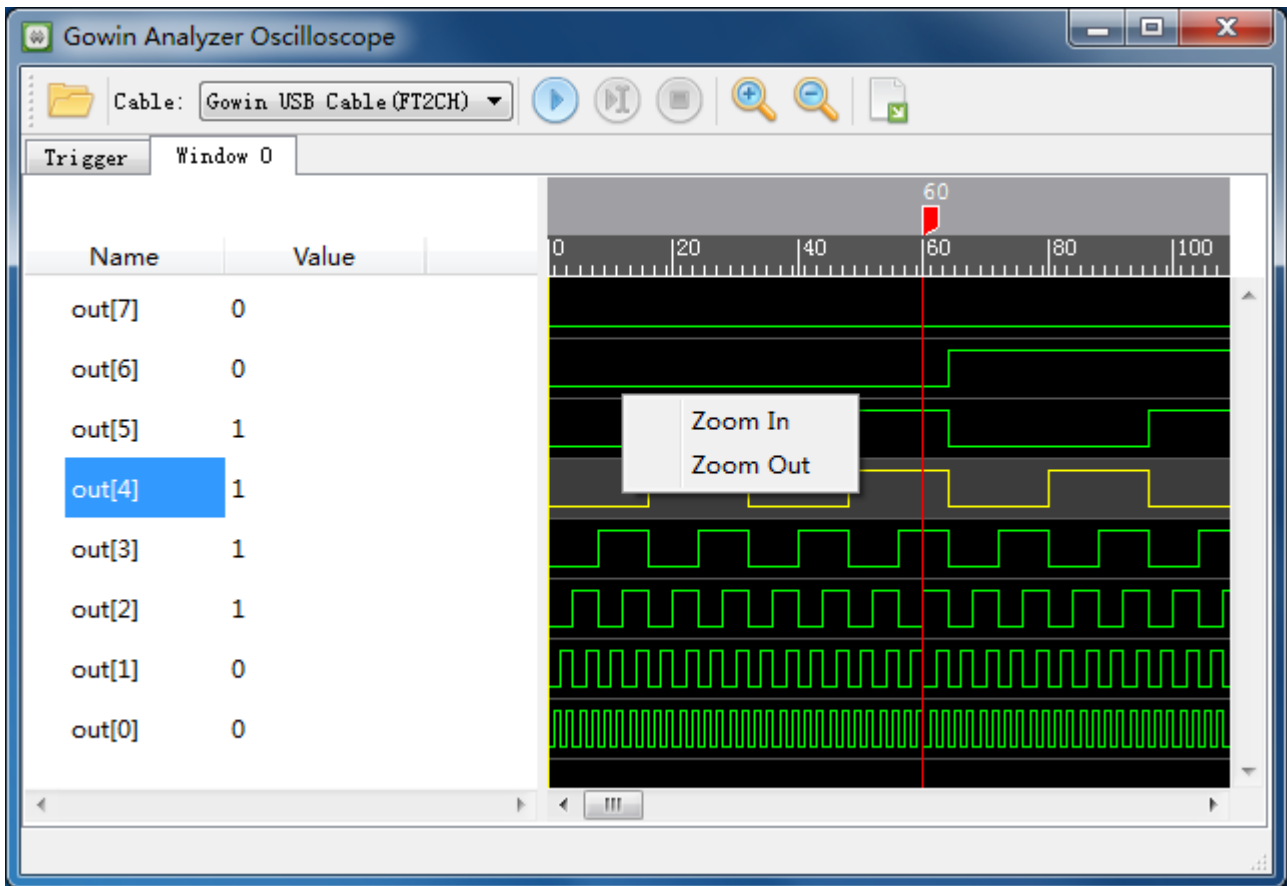 Gowin Analyzer Oscilloscope
Cable: Gowin USB Cable(FT2CH)
Trigger Window 0
60
Name Value 0 20 40 60 80 100
out[7] 0
out[6] 0
out[5] 1 Zoom In
Zoom Out
out[4] 1
out[3] 1
out[2] 1
out[1] 0
out[0] 0